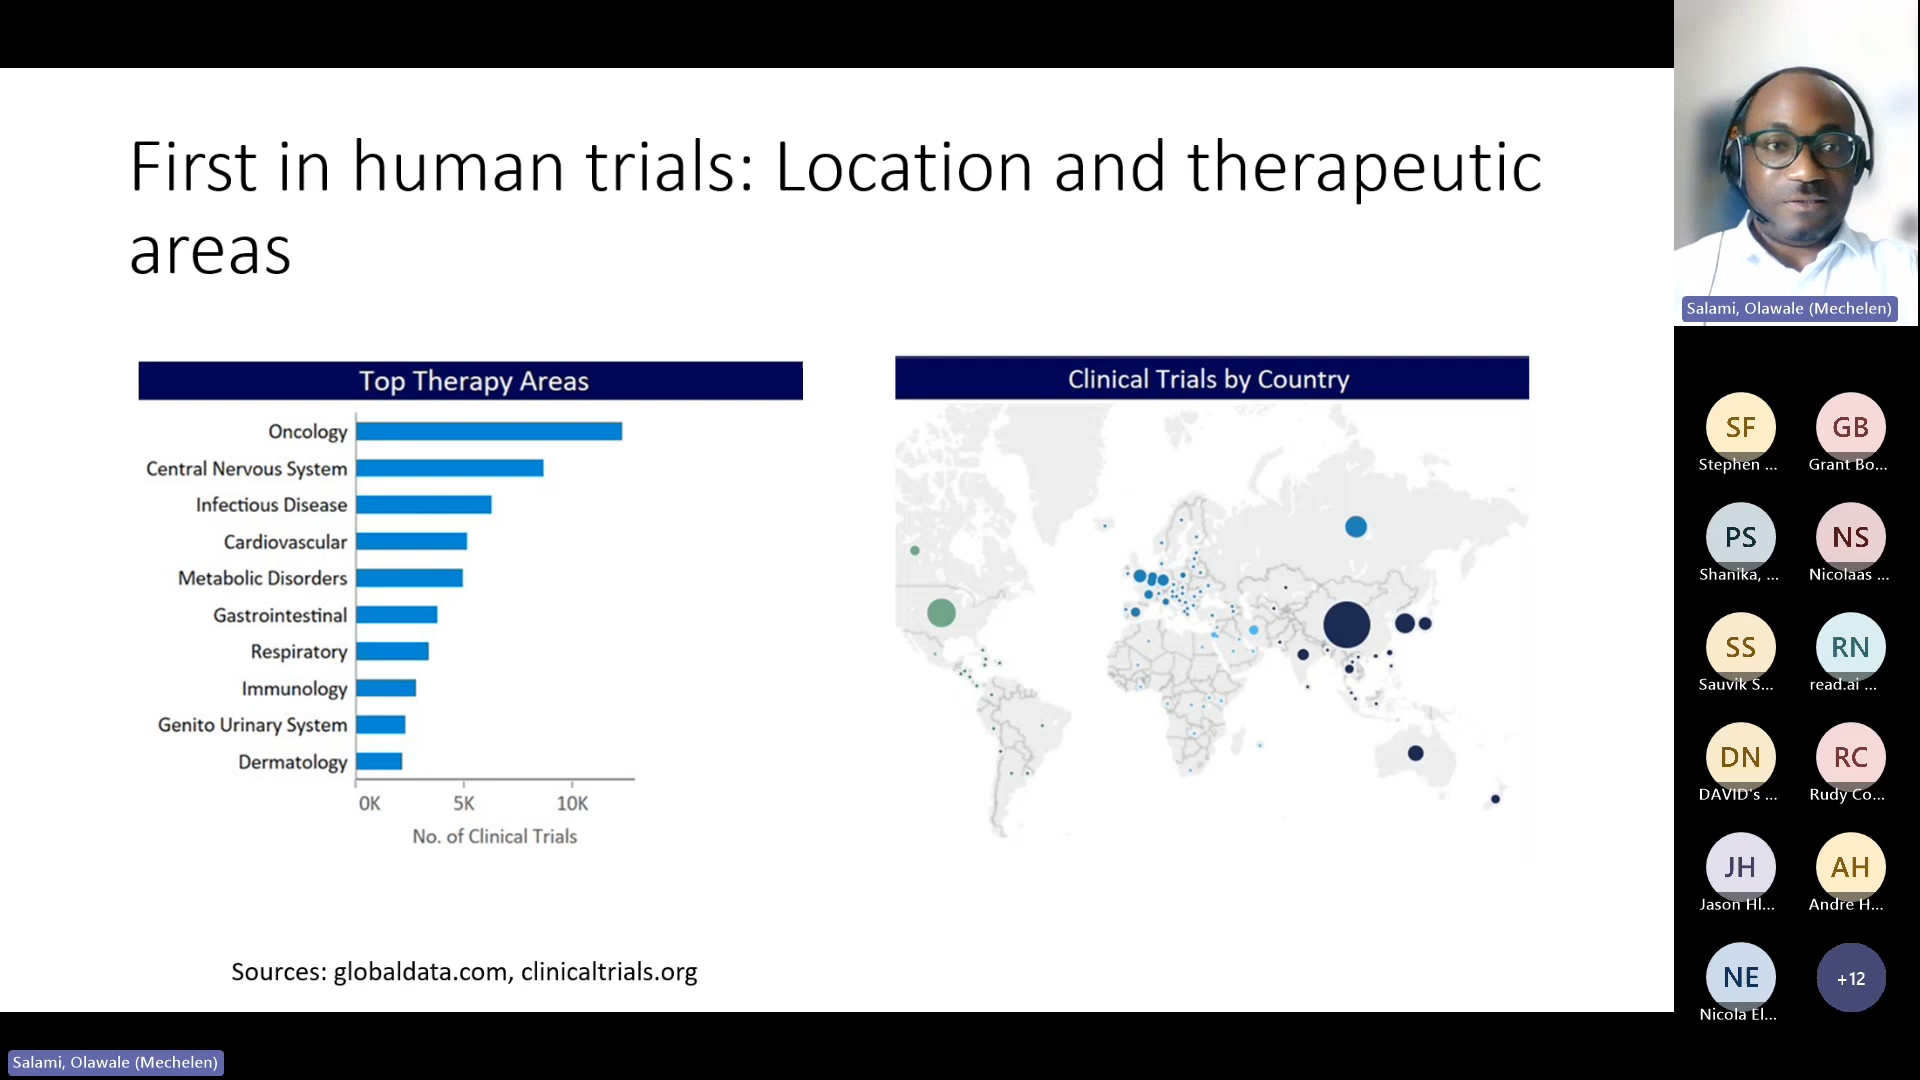 First in human trials: Location and therapeutic
areas
Top Therapy Areas
Oncology
Central Nervous System
Infectious Disease
Cardiovascular
Metabolic Disorders
Gastrointestinal
Respiratory
Immunology
Genito Urinary System
Dermatology
0K 5K 10K
No. of Clinical Trials
Clinical Trials by Country
Sources: globaldata.com, clinicaltrials.org
Salami, Olawale (Mechelen)
SF GB
Stephen ... Grant Bo...
PS NS
Shanika, ... Nicolaas ...
SS RN
Sauvik S... read.ai ...
DN RC
DAVID's ... Rudy Co...
JH AH
Jason Hl... Andre H...
NE +12
Nicola El...
Salami, Olawale (Mechelen)